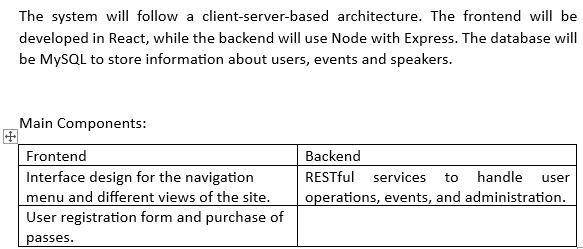 The system will follow a client-server-based architecture. The frontend will be
developed in React, while the backend will use Node with Express. The database will
be MySQL to store information about users, events and speakers.
Main Components:
Frontend
Backend
Interface design for the navigation
menu and different views of the site.
RESTful services to handle user
operations, events, and administration.
User registration form and purchase of
passes.